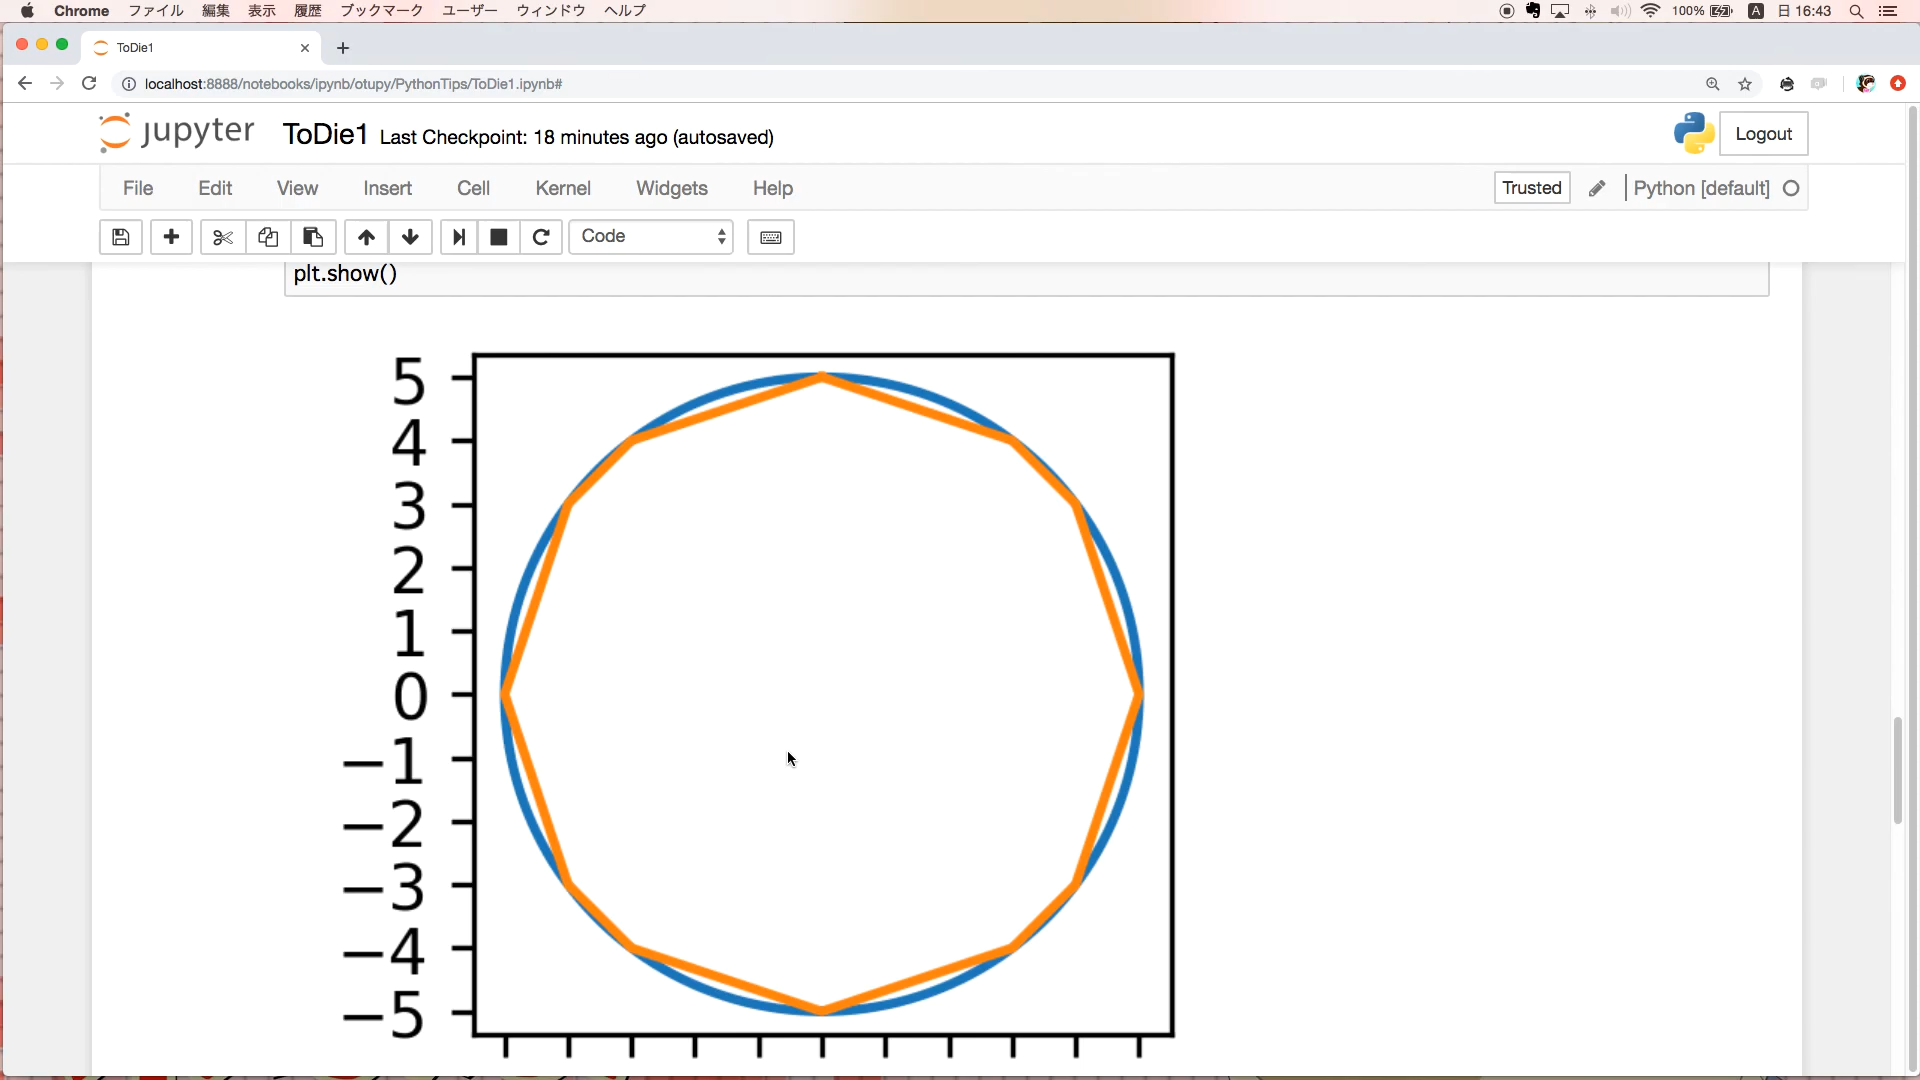 Chrome ファイル 編集 表示 履歴 ブックマーク ユーザー ウィンドウ ヘルプ 100% A 日 16:43
ToDie1
localhost:8888/notebooks/ipynb/otupy/PythonTips/ToDie1.ipynb#
jupyter ToDie1 Last Checkpoint: 18 minutes ago (autosaved) Logout
File Edit View Insert Cell Kernel Widgets Help Trusted Python [default]
Code
plt.show()
5
4
3
2
1
0
−1
−2
−3
−4
−5